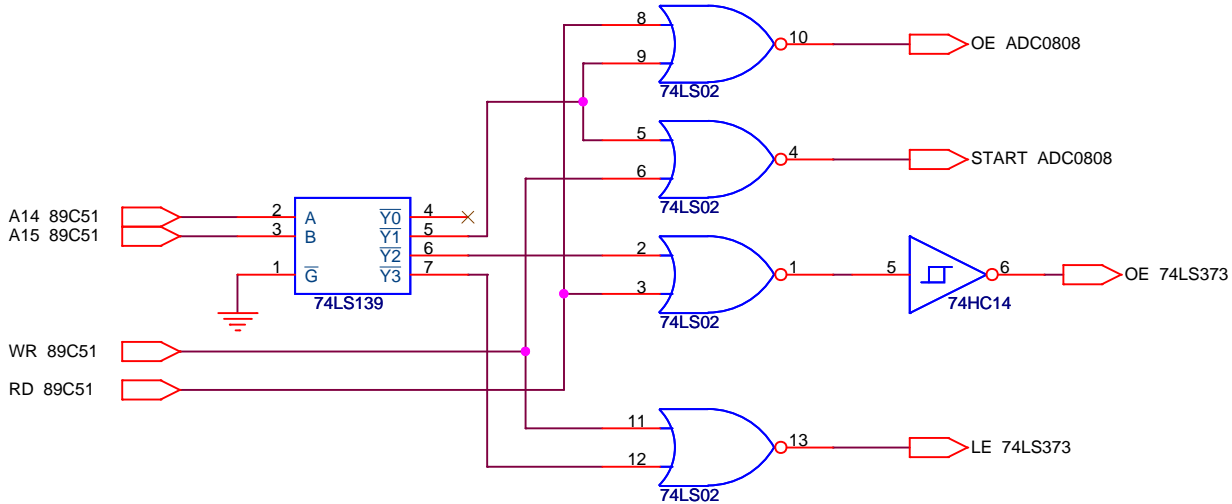 8
10
OE ADC0808
9
74LS02
5
4
START ADC0808
6
74LS02
A14 89C51
2
A
Y0
4
A15 89C51
3
B
Y1
5
Y2
6
1
G
Y3
7
74LS139
2
1
5
6
OE 74LS373
3
74HC14
74LS02
WR 89C51
RD 89C51
11
13
LE 74LS373
12
74LS02